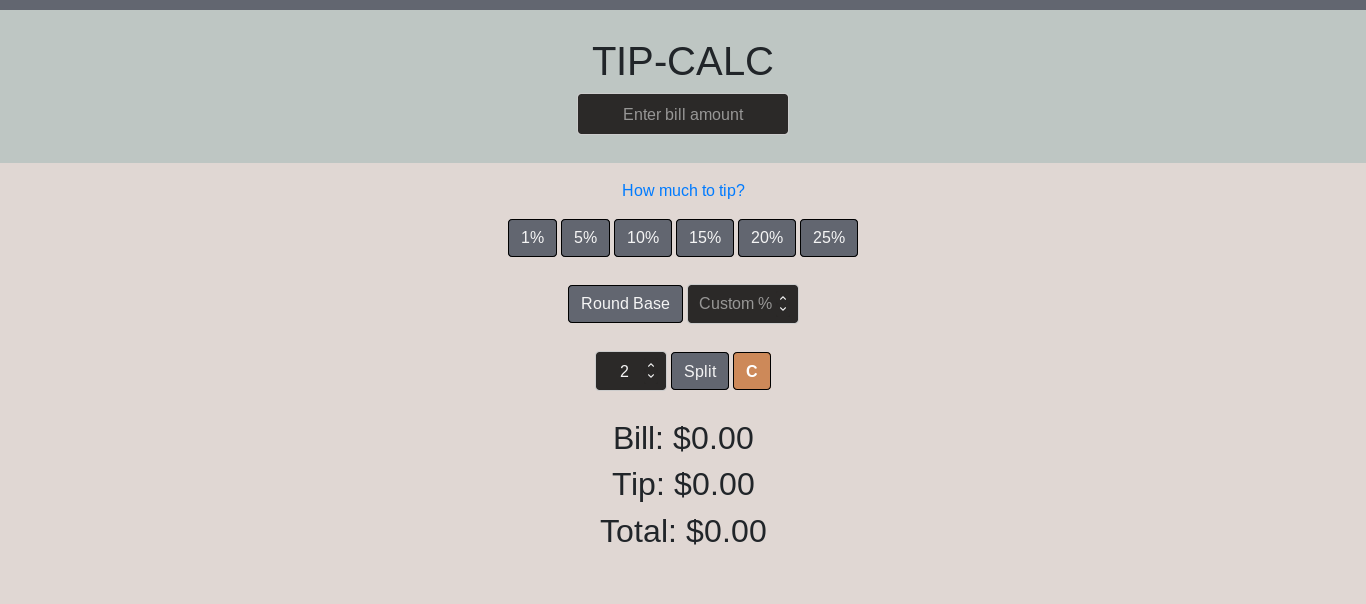 TIP-CALC
Enter bill amount
How much to tip?
1% 5% 10% 15% 20% 25%
Round Base Custom %
2 Split C
Bill: $0.00
Tip: $0.00
Total: $0.00